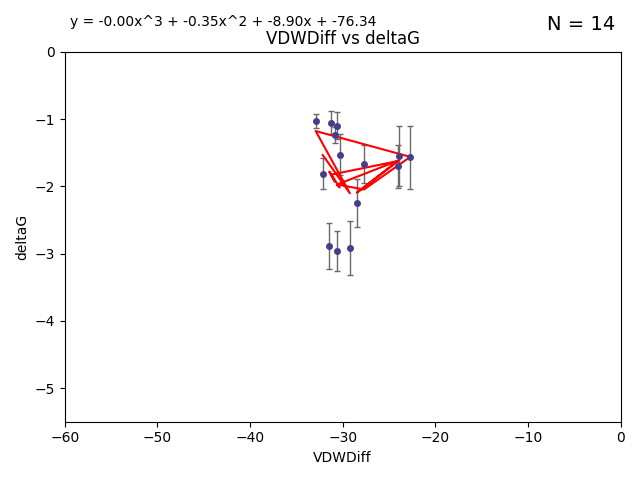 y = -0.00x^3 + -0.35x^2 + -8.90x + -76.34
N = 14
VDWDiff vs deltaG
0
−1
−2
−3
−4
−5
deltaG
−60
−50
−40
−30
−20
−10
0
VDWDiff